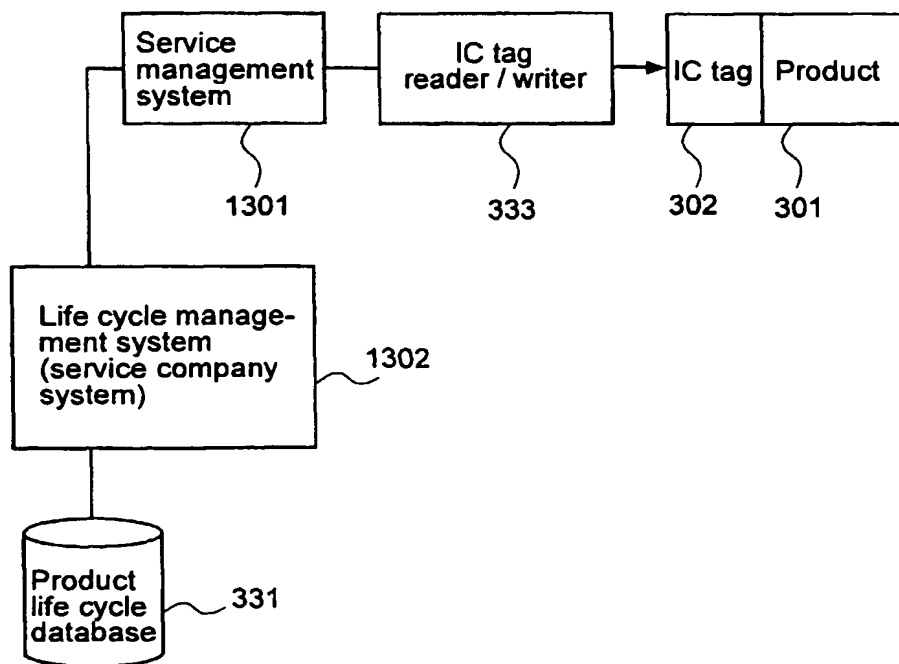 Service
management
system
IC tag
reader / writer
IC tag
Product
1301
333
302
301
Life cycle manage-
ment system
(service company
system)
1302
Product
life cycle
database
331